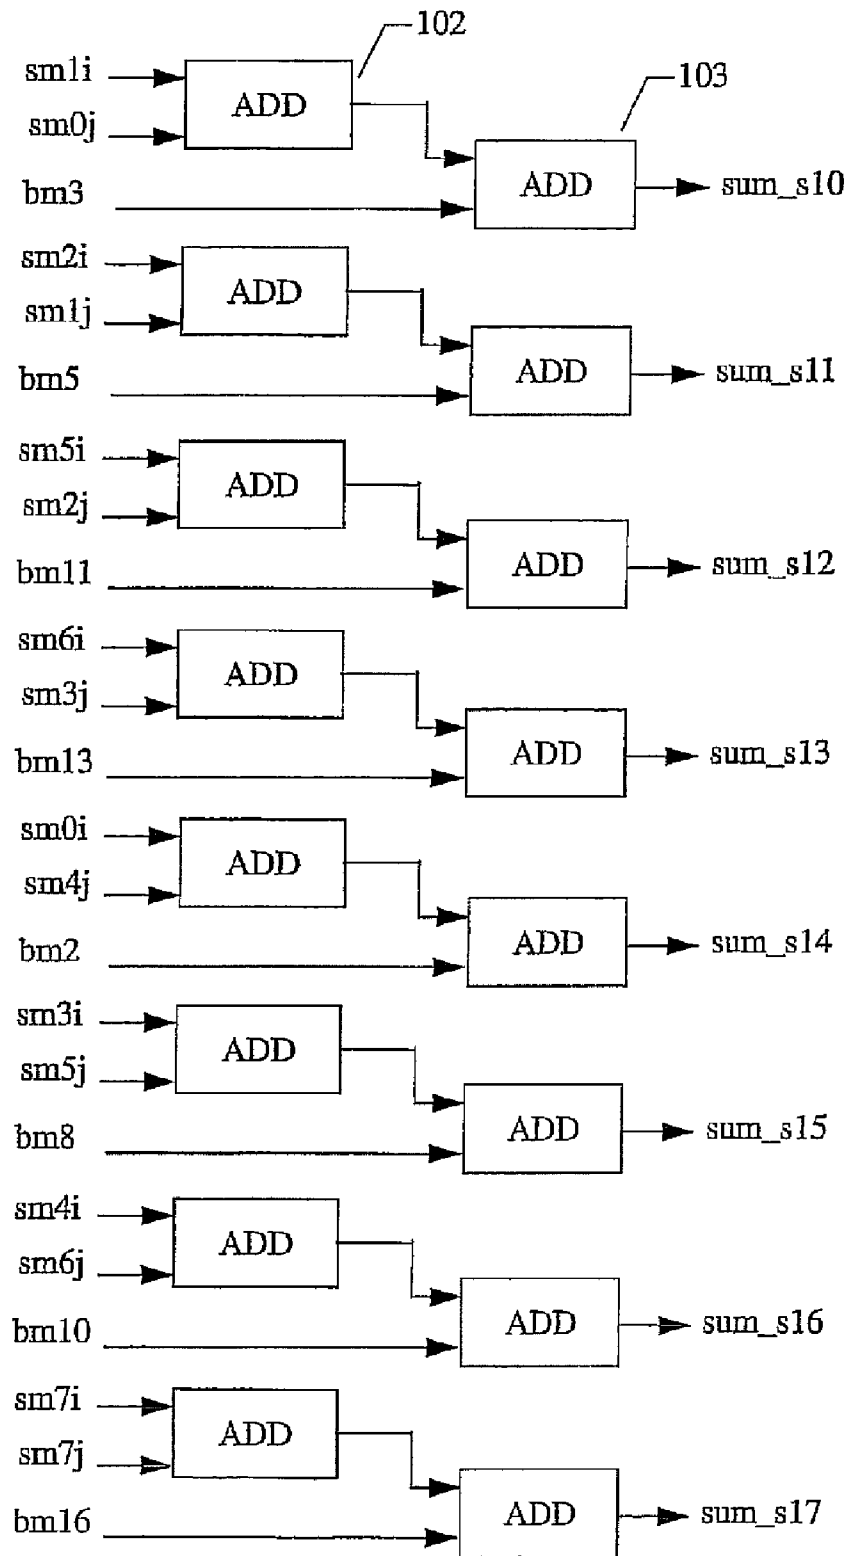 102
sm1i
ADD
sm0j
103
bm3
ADD
sum_s10
sm2i
ADD
sm1j
bm5
ADD
sum_s11
sm5i
ADD
sm2j
bm11
ADD
sum_s12
sm6i
ADD
sm3j
bm13
ADD
sum_s13
sm0i
ADD
sm4j
bm2
ADD
sum_s14
sm3i
ADD
sm5j
bm8
ADD
sum_s15
sm4i
ADD
sm6j
bm10
ADD
sum_s16
sm7i
ADD
sm7j
bm16
ADD
sum_s17